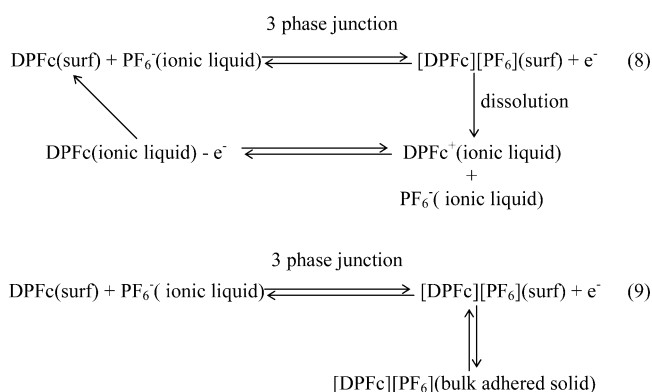 3 phase junction
DPFc(surf) + PF₆⁻(ionic liquid) ⇌ [DPFc][PF₆](surf) + e⁻ (8)
dissolution
DPFc(ionic liquid) - e⁻ ⇌ DPFc⁺(ionic liquid)
+
PF₆⁻( ionic liquid)
3 phase junction
DPFc(surf) + PF₆⁻( ionic liquid) ⇌ [DPFc][PF₆](surf) + e⁻ (9)
[DPFc][PF₆](bulk adhered solid)